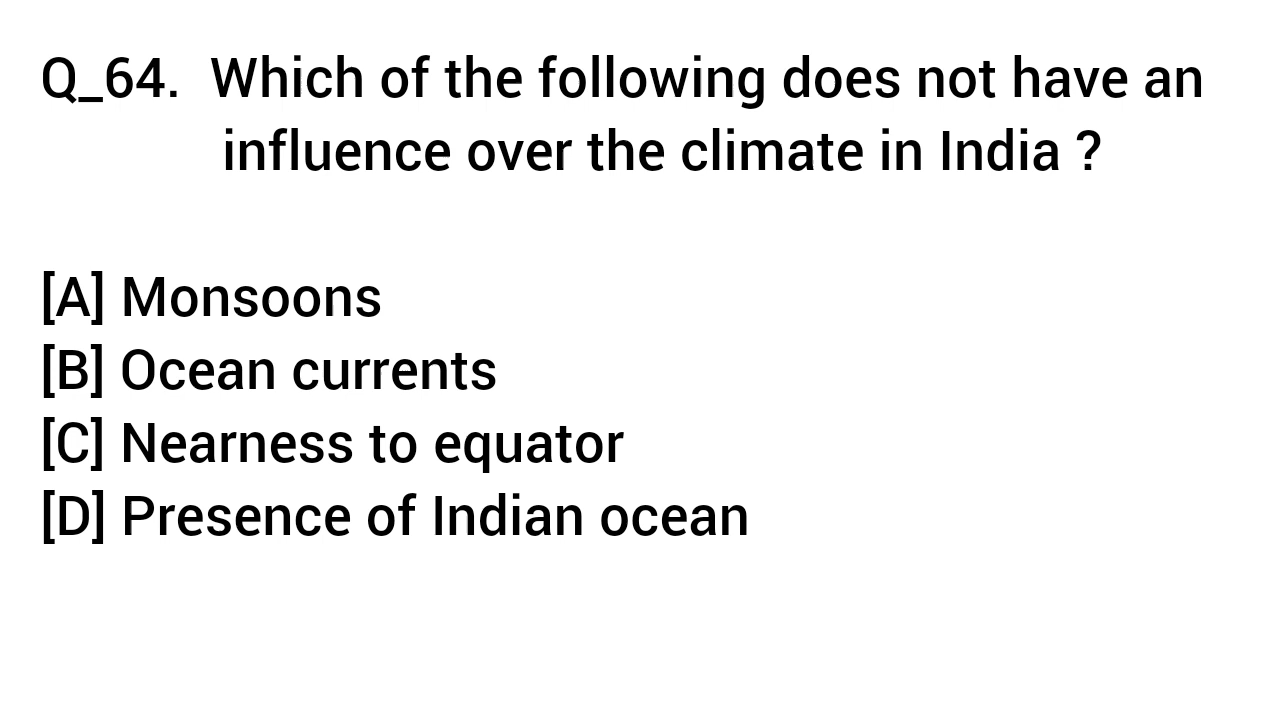 Q_64. Which of the following does not have an
influence over the climate in India ?
[A] Monsoons
[B] Ocean currents
[C] Nearness to equator
[D] Presence of Indian ocean